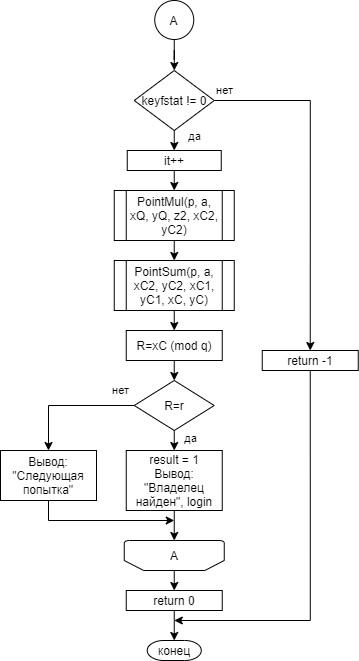 A
keyfstat != 0
нет
да
it++
PointMul(p, a,
xQ, yQ, z2, xC2,
yC2)
PointSum(p, a,
xC2, yC2, xC1,
yC1, xC, yC)
R=xC (mod q)
return -1
нет
R=r
да
Вывод:
"Следующая
попытка"
result = 1
Вывод:
"Владелец
найден", login
A
return 0
конец